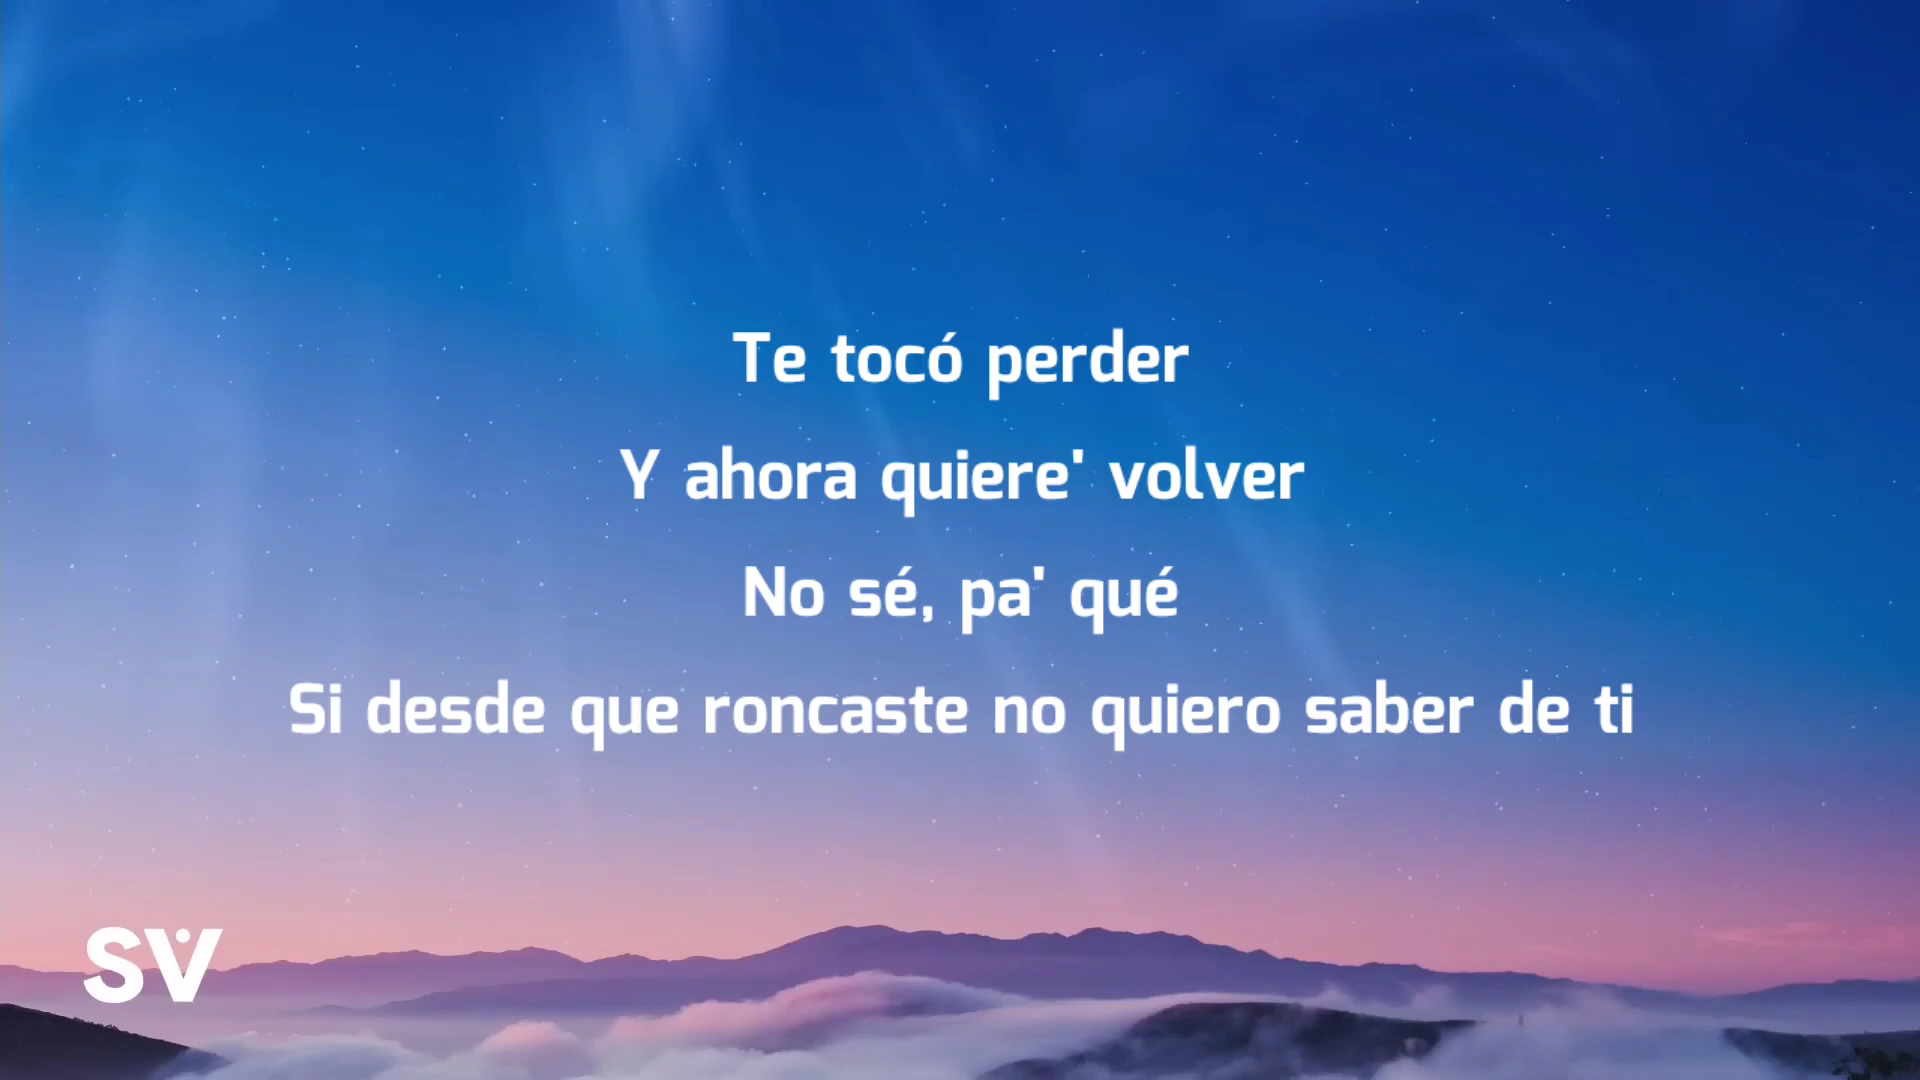 Te tocó perder
Y ahora quiere' volver
No sé, pa' qué
Si desde que roncaste no quiero saber de ti
SV